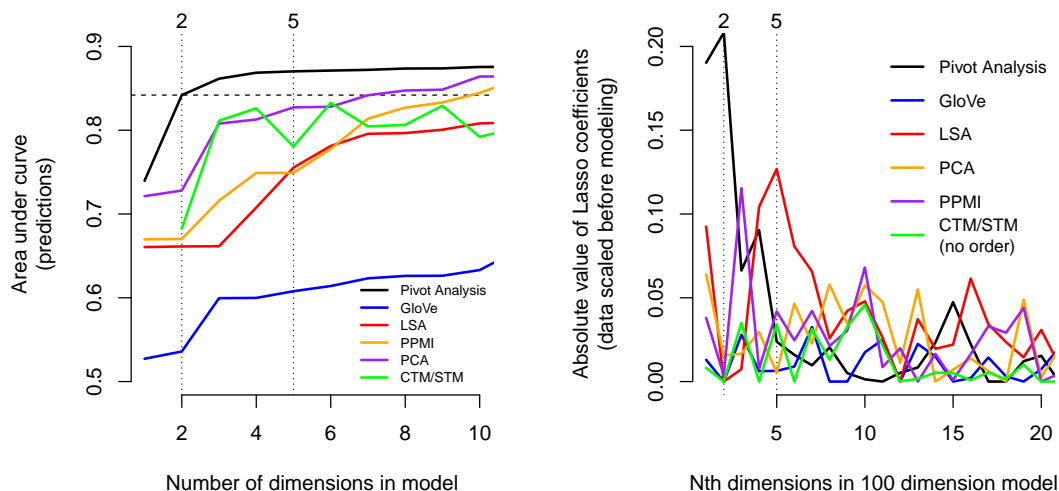 2
5
0.9
0.8
0.7
0.6
0.5
Area under curve
(predictions)
Pivot Analysis
GloVe
LSA
PPMI
PCA
CTM/STM
2
4
6
8
10
Number of dimensions in model
2
5
0.20
0.15
0.10
0.05
0.00
Absolute value of Lasso coefficients
(data scaled before modeling)
Pivot Analysis
GloVe
LSA
PCA
PPMI
CTM/STM
(no order)
5
10
15
20
Nth dimensions in 100 dimension model